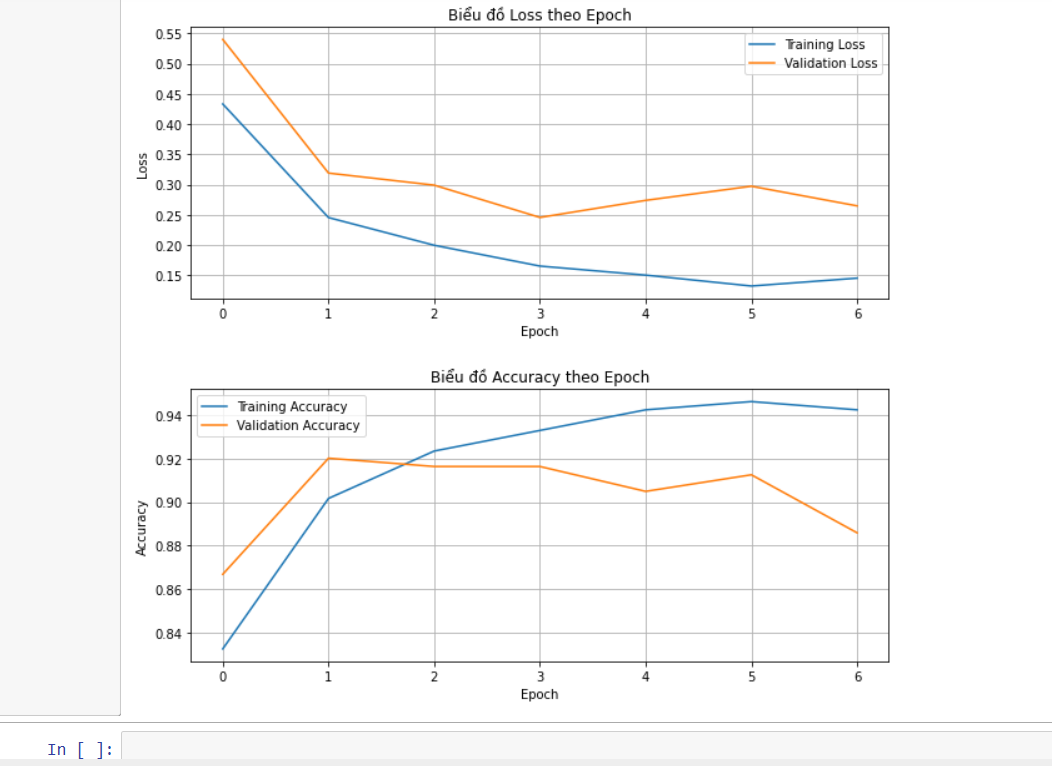 Biểu đồ Loss theo Epoch
0.55
0.50
0.45
0.40
0.35
0.30
0.25
0.20
0.15
Loss
Training Loss
Validation Loss
0 1 2 3 4 5 6
Epoch
Biểu đồ Accuracy theo Epoch
0.94
0.92
0.90
0.88
0.86
0.84
Accuracy
Training Accuracy
Validation Accuracy
0 1 2 3 4 5 6
Epoch
In [ ]: